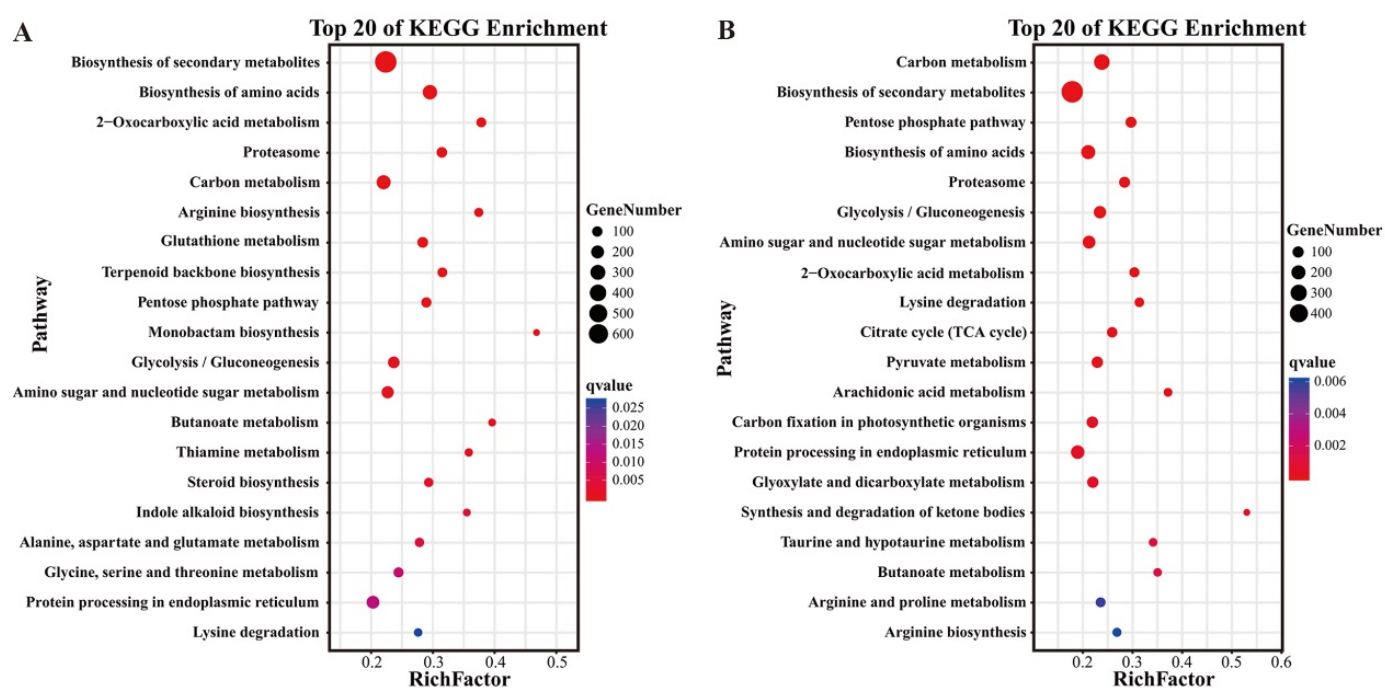 A
Top 20 of KEGG Enrichment
Biosynthesis of secondary metabolites
Biosynthesis of amino acids
2−Oxocarboxylic acid metabolism
Proteasome
Carbon metabolism
Arginine biosynthesis
Glutathione metabolism
Terpenoid backbone biosynthesis
Pentose phosphate pathway
Monobactam biosynthesis
Glycolysis / Gluconeogenesis
Amino sugar and nucleotide sugar metabolism
Butanoate metabolism
Thiamine metabolism
Steroid biosynthesis
Indole alkaloid biosynthesis
Alanine, aspartate and glutamate metabolism
Glycine, serine and threonine metabolism
Protein processing in endoplasmic reticulum
Lysine degradation
Pathway
0.2 0.3 0.4 0.5
RichFactor
GeneNumber
100
200
300
400
500
600
qvalue
0.025
0.015
0.010
0.005
B
Top 20 of KEGG Enrichment
Carbon metabolism
Biosynthesis of secondary metabolites
Pentose phosphate pathway
Biosynthesis of amino acids
Proteasome
Glycolysis / Gluconeogenesis
Amino sugar and nucleotide sugar metabolism
2−Oxocarboxylic acid metabolism
Lysine degradation
Citrate cycle (TCA cycle)
Pyruvate metabolism
Arachidonic acid metabolism
Carbon fixation in photosynthetic organisms
Protein processing in endoplasmic reticulum
Glyoxylate and dicarboxylate metabolism
Synthesis and degradation of ketone bodies
Taurine and hypotaurine metabolism
Butanoate metabolism
Arginine and proline metabolism
Arginine biosynthesis
Pathway
0.2 0.3 0.4 0.5 0.6
RichFactor
GeneNumber
100
200
300
400
qvalue
0.006
0.004
0.002